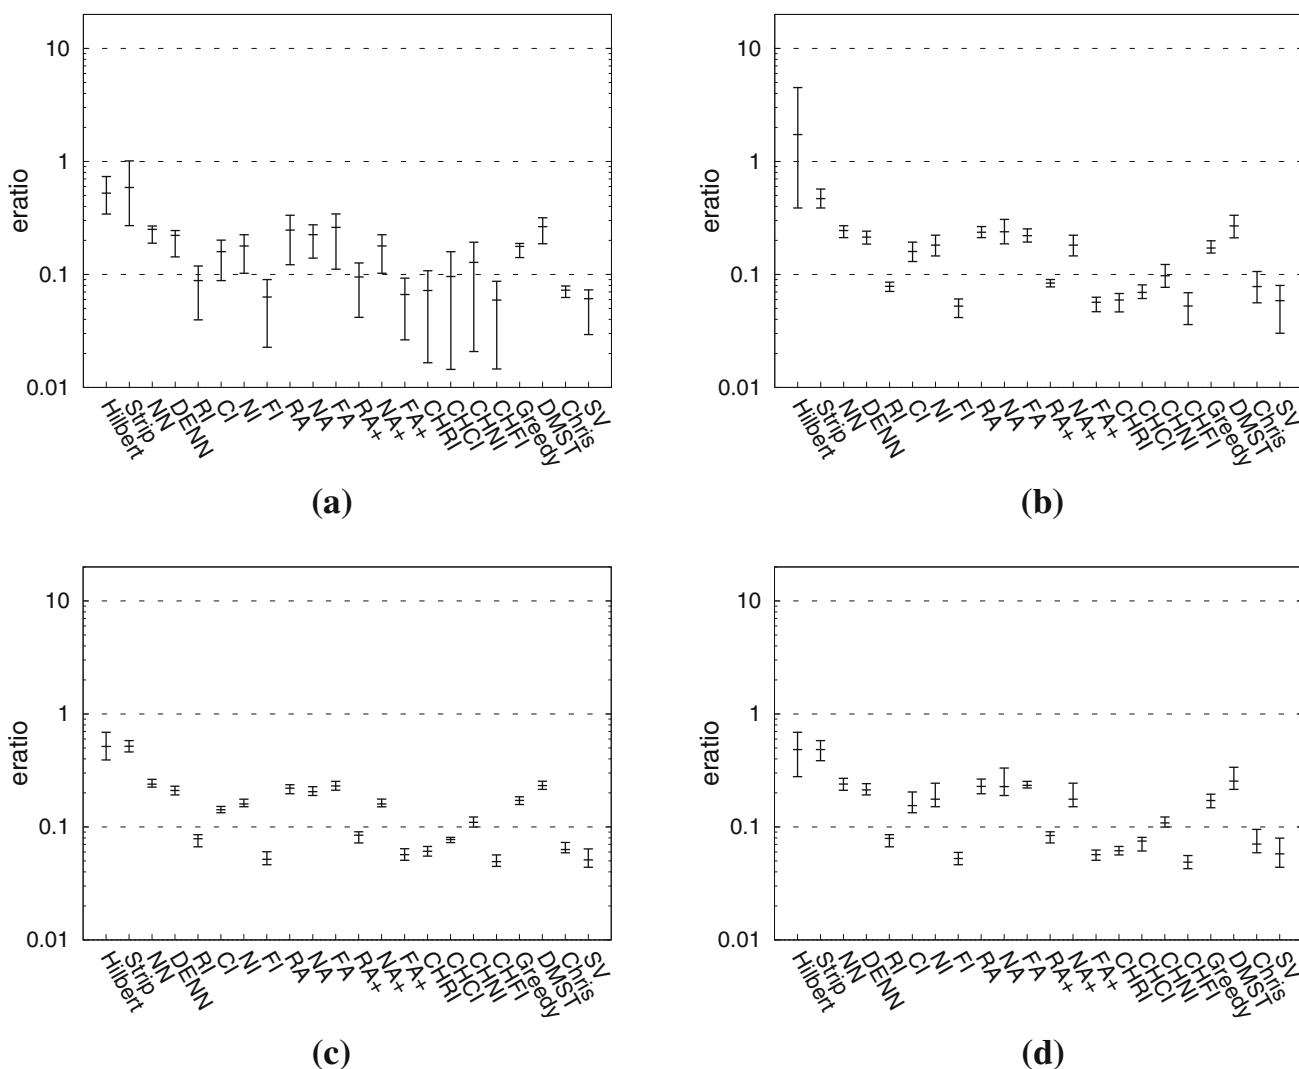 10
1
0.1
0.01
eratio
Hilbert
Strip
NN
DENN
RI
CI
NI
FI
RA
NA
FA
RA+
NA+
FA+
CHRI
CHCI
CHNI
CHFI
Greedy
DMST
Chris
SV
(a)
10
1
0.1
0.01
eratio
Hilbert
Strip
NN
DENN
RI
CI
NI
FI
RA
NA
FA
RA+
NA+
FA+
CHRI
CHCI
CHNI
CHFI
Greedy
DMST
Chris
SV
(b)
10
1
0.1
0.01
eratio
Hilbert
Strip
NN
DENN
RI
CI
NI
FI
RA
NA
FA
RA+
NA+
FA+
CHRI
CHCI
CHNI
CHFI
Greedy
DMST
Chris
SV
(c)
10
1
0.1
0.01
eratio
Hilbert
Strip
NN
DENN
RI
CI
NI
FI
RA
NA
FA
RA+
NA+
FA+
CHRI
CHCI
CHNI
CHFI
Greedy
DMST
Chris
SV
(d)